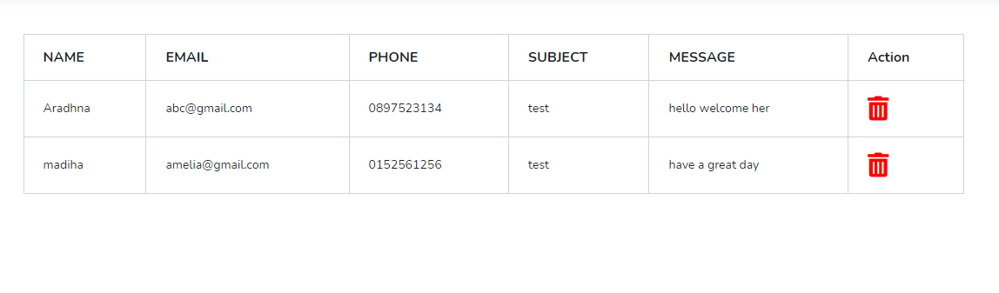 NAME EMAIL PHONE SUBJECT MESSAGE Action
Aradhna abc@gmail.com 0897523134 test hello welcome her
madiha amelia@gmail.com 0152561256 test have a great day